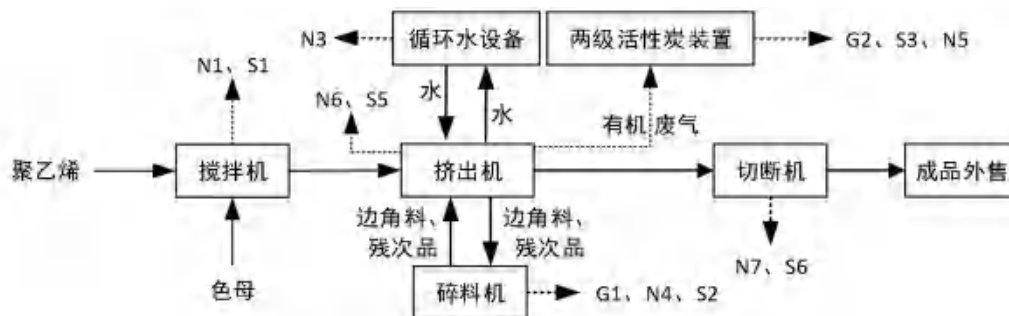 N3
循环水设备
两级活性炭装置
G2、S3、N5
N1、S1
N6、S5
水
水
有机废气
聚乙烯
搅拌机
挤出机
切断机
成品外售
边角料、
残次品
边角料、
残次品
色母
碎料机
G1、N4、S2
N7、S6